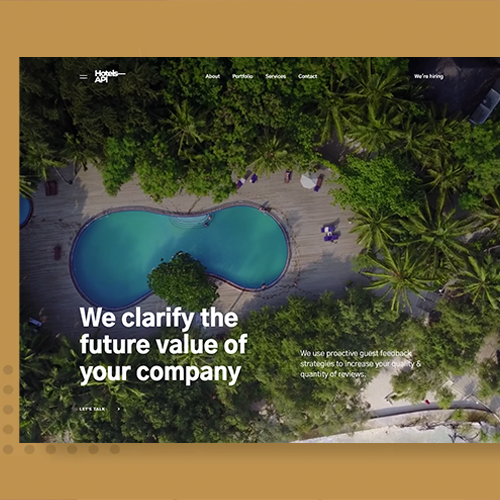 Hotels—
API
About Portfolio Services Contact
We're hiring
We clarify the
future value of
your company
We use proactive guest feedback
strategies to increase your quality &
quantity of reviews.
LET'S TALK